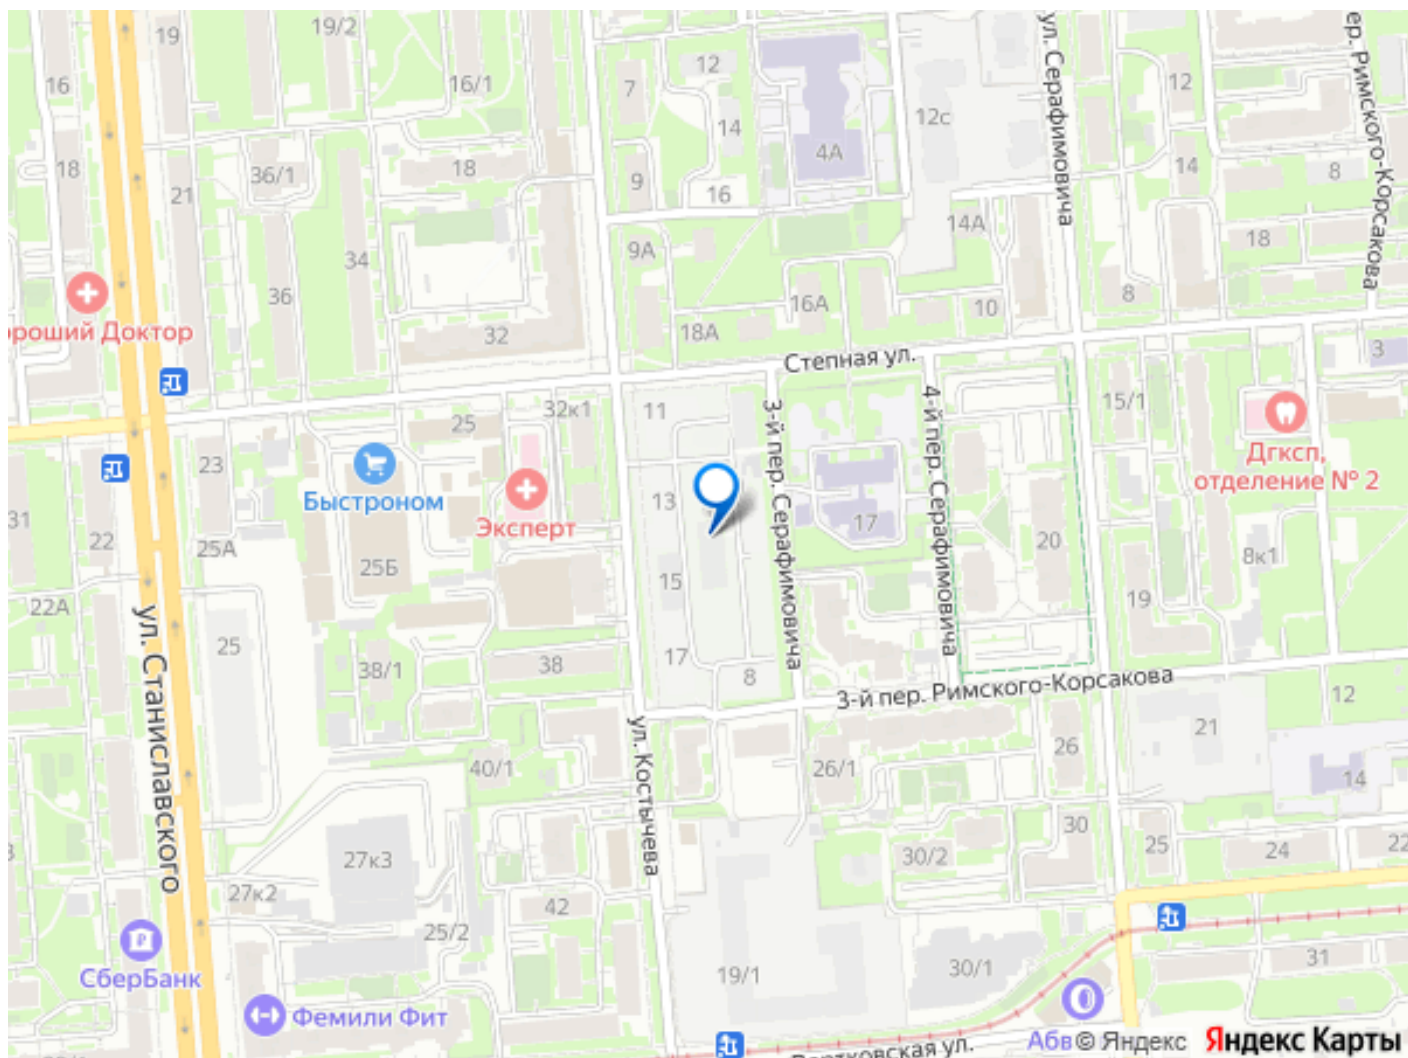 19
19/2
16
16/1
7
12
ул. Серафимовича
ер. Римского-Корсакова
12
14
12с
4А
18
36/1
18
21
9
16
14
8
14А
9А
34
36
18
16А
10
8
32
18А
ороший Доктор
Степная ул.
3
32к1
11
25
3-й пер. Серафимовича
4-й пер. Серафимовича
15/1
23
Быстроном
13
Эксперт
Дгксп,
отделение № 2
31
22
25А
17
20
8к1
25Б
15
22А
19
ул. Станиславского
25
38/1
38
17
8
3-й пер. Римского-Корсакова
12
21
ул. Костычева
26
40/1
26/1
14
30
27к3
30/2
25
24
22
27к2
42
25/2
СберБанк
19/1
30/1
31
Фемили Фит
Абв
© Яндекс
Яндекс Карты